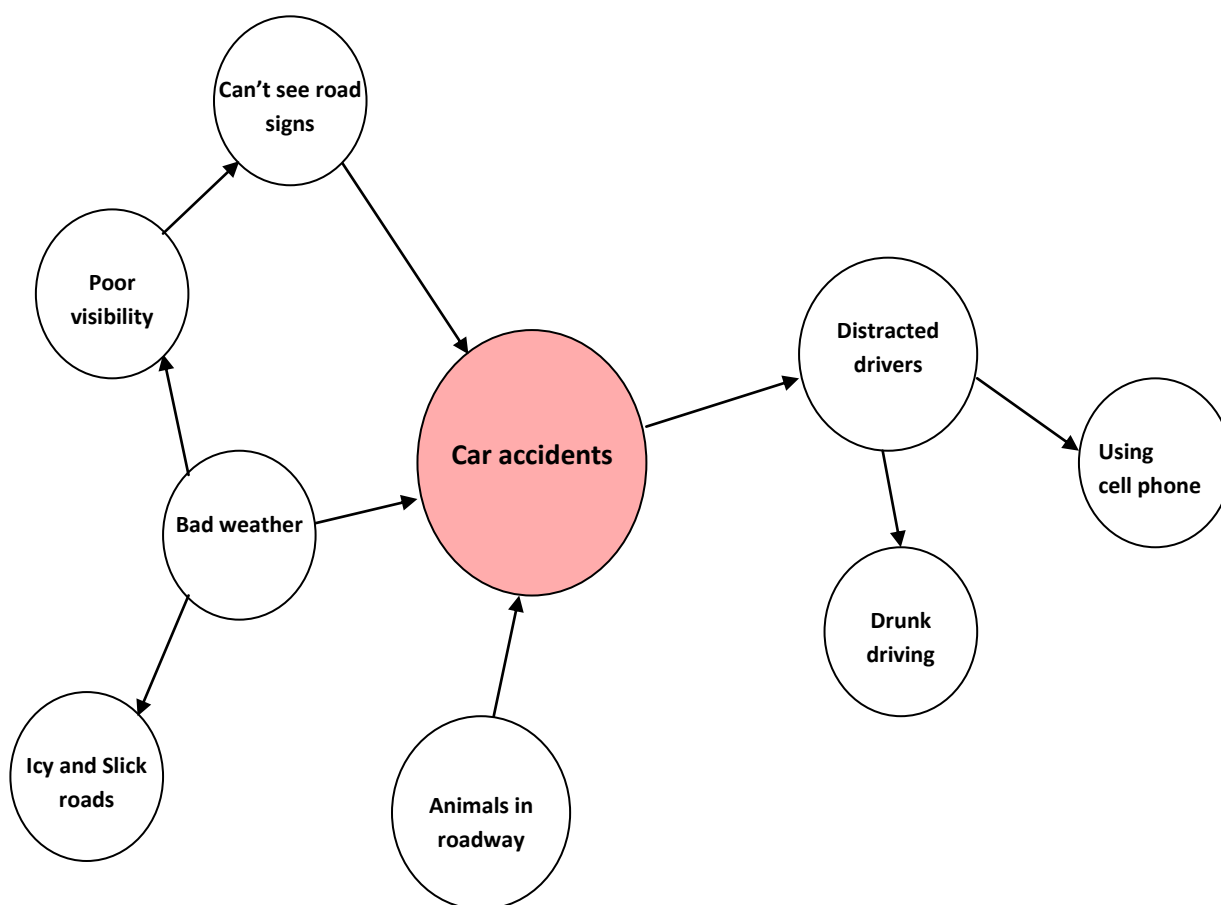 Can’t see road
signs
Poor
visibility
Distracted
drivers
Car accidents
Using
cell phone
Bad weather
Drunk
driving
Icy and Slick
roads
Animals in
roadway